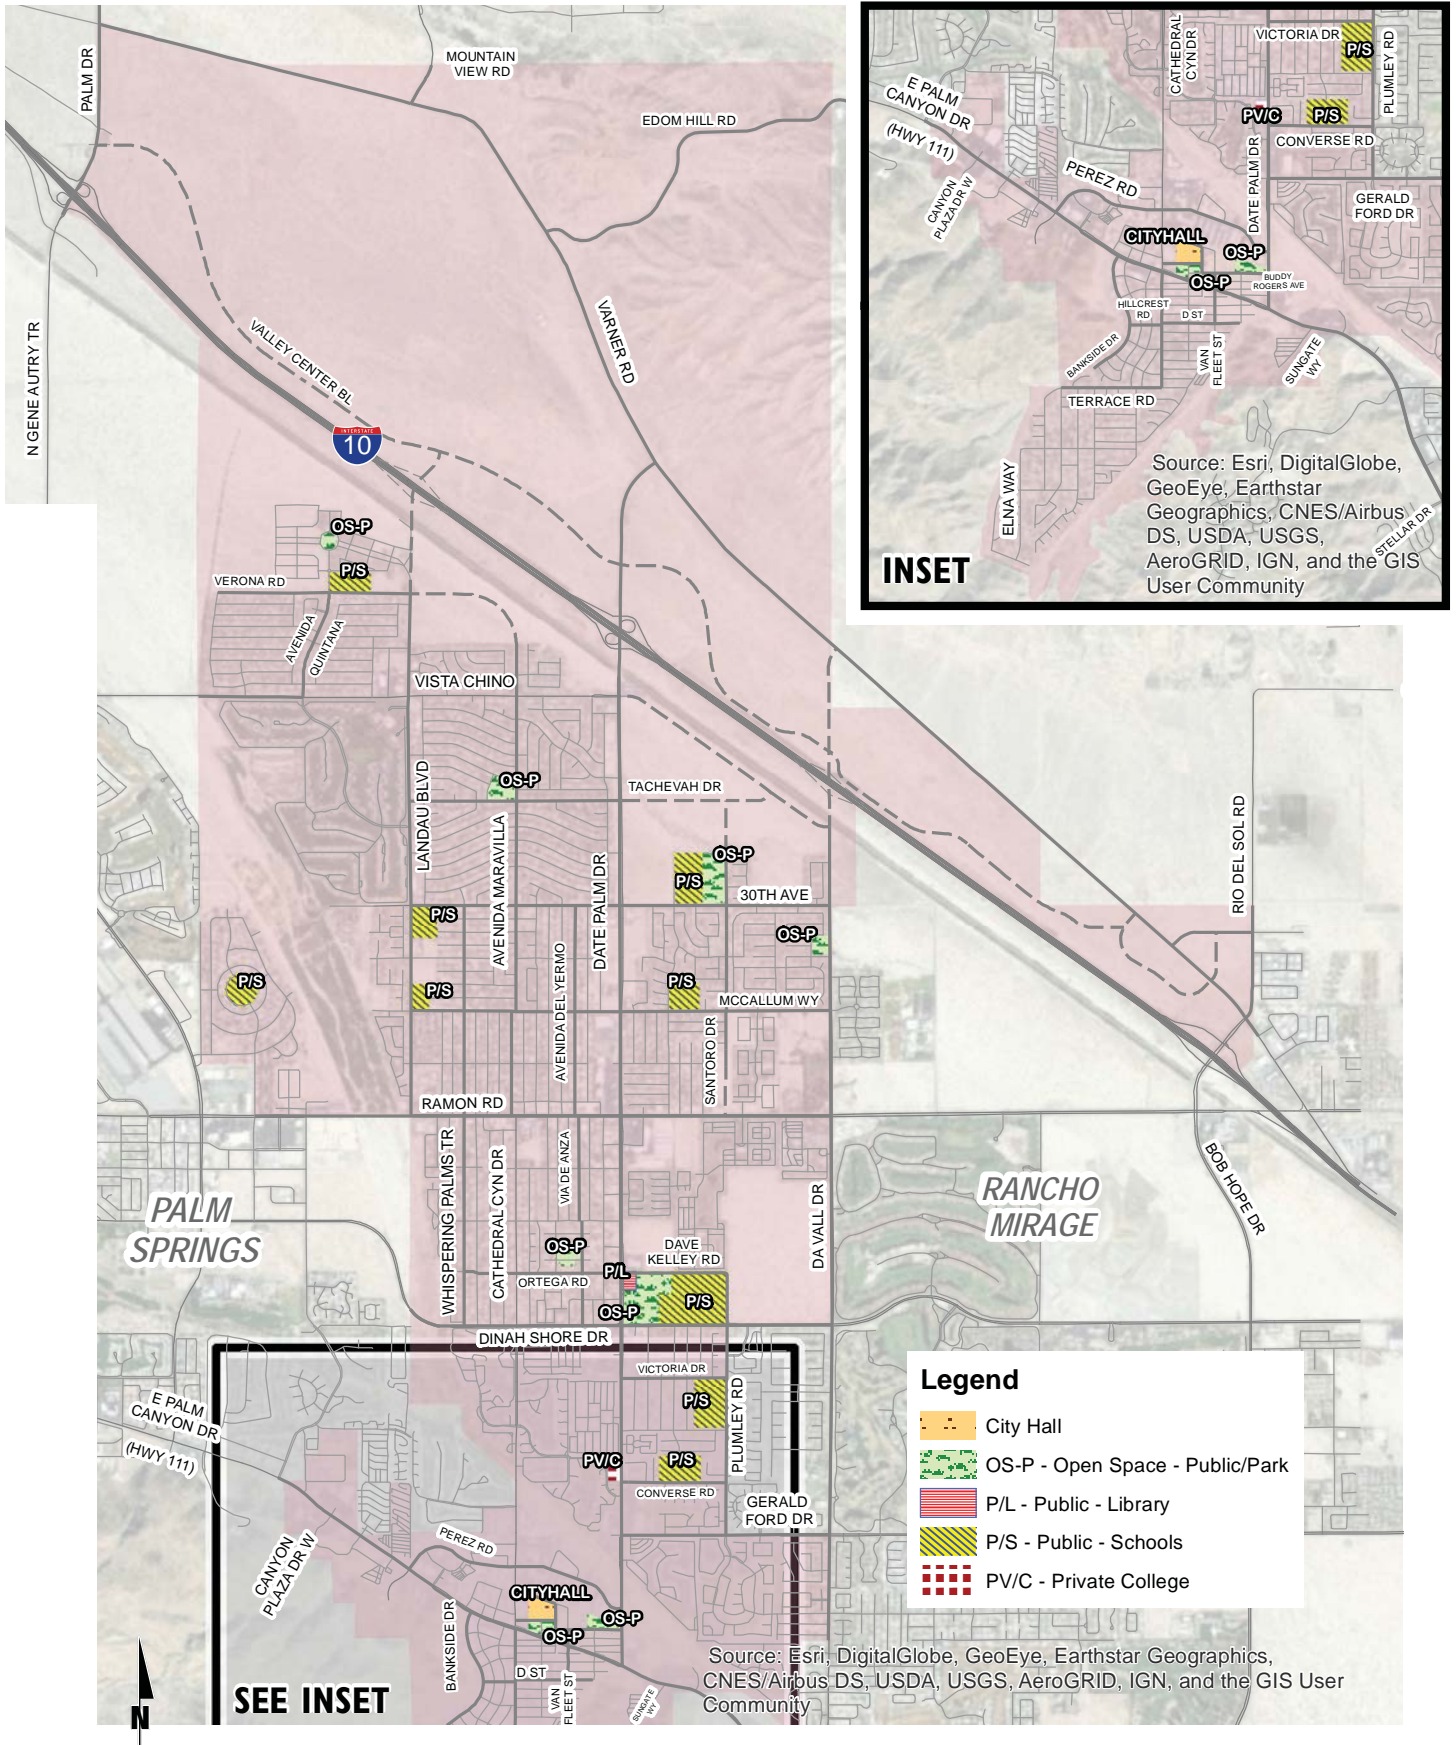 PALM DR
MOUNTAIN
VIEW RD
EDOM HILL RD
N GENE AUTRY TR
VALLEY CENTER BL
VARNER RD
INTERSTATE
10
OS-P
P/S
VERONA RD
AVENIDA
QUINTANA
VISTA CHINO
LANDAU BLVD
OS-P
TACHEVAH DR
AVENIDA MARAVILLA
DATE PALM DR
OS-P
P/S
30TH AVE
RIO DEL SOL RD
P/S
OS-P
AVENIDA DEL YERMO
P/S
P/S
P/S
MCCALLUM WY
SANTORO DR
RAMON RD
WHISPERING PALMS TR
CATHEDRAL CYN DR
VIA DE ANZA
DA VALL DR
BOB HOPE DR
PALM
SPRINGS
RANCHO
MIRAGE
OS-P
DAVE
KELLEY RD
P/L
ORTEGA RD
OS-P
P/S
DINAH SHORE DR
VICTORIA DR
P/S
PLUMLEY RD
E PALM
CANYON DR
(HWY 111)
PV/C
P/S
CONVERSE RD
GERALD
FORD DR
CANYON
PLAZA DR W
PEREZ RD
CITYHALL
OS-P
OS-P
BANKSIDE DR
D ST
VAN
FLEET ST
SUNGATE
WY
SEE INSET
N
Source: Esri, DigitalGlobe, GeoEye, Earthstar Geographics,
CNES/Airbus DS, USDA, USGS, AeroGRID, IGN, and the GIS User
Community
Legend
City Hall
OS-P - Open Space - Public/Park
P/L - Public - Library
P/S - Public - Schools
PV/C - Private College
CATHEDRAL
CYN DR
VICTORIA DR
P/S
PLUMLEY RD
E PALM
CANYON DR
(HWY 111)
PV/C
P/S
CONVERSE RD
DATE PALM DR
PEREZ RD
CANYON
PLAZA DR W
GERALD
FORD DR
CITYHALL
OS-P
OS-P
BUDDY
ROGERS AVE
HILLCREST
RD
D ST
BANKSIDE DR
VAN
FLEET ST
SUNGATE
WY
TERRACE RD
ELNA WAY
STELLAR DR
Source: Esri, DigitalGlobe,
GeoEye, Earthstar
Geographics, CNES/Airbus
DS, USDA, USGS,
AeroGRID, IGN, and the GIS
User Community
INSET